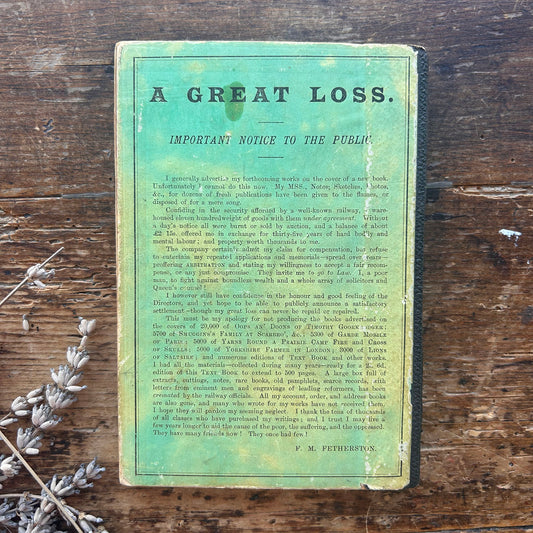 A GREAT LOSS.
IMPORTANT NOTICE TO THE PUBLIC.
I generally advertise my forthcoming works on the cover of a new book.
Unfortunately I cannot do this now. My MSS., Notes, Sketches, Photos,
&c., for dozens of fresh publications have been given to the flames, or
disposed of for a mere song.
Confiding in the security afforded by a well-known railway, I ware-
housed eleven hundredweight of goods with them under agreement. Without
a day's notice all were burnt or sold by auction, and a balance of about
£2 15s. offered me in exchange for thirty-five years of hard bodily and
mental labour; and property worth thousands to me.
The company certainly admit my claim for compensation, but refuse
to entertain my repeated applications and memorials—spread over years—
proffering ARBITRATION and stating my willingness to accept a fair recom-
pense, or any just compromise. They invite me to go to Law. I, a poor
man, to fight against boundless wealth and a whole array of solicitors and
Queen's counsel!
I however still have confidence in the honour and good feeling of the
Directors, and yet hope to be able to publicly announce a satisfactory
settlement—though my great loss can never be repaid or repaired.
This must be my apology for not producing the books advertised on
the covers of 20,000 of OOPS AN' DOONS OF TIMOTHY
5700 of SMUGGINS'S FAMILY AT SCARBRO', &c.; 5300 of GARDE MOBILE
OF PARIS; 5000 of YARNS ROUND A PRAIRIE CAMP FIRE AND CROSS
OF SKULLS; 5000 of YORKSHIRE FARMER IN LONDON; 3000 of LIONS
OF SALTAIRE; and numerous editions of TEXT BOOK and other works.
I had all the materials—collected during many years—ready for a 2s. 6d.
edition of this TEXT BOOK to extend to 500 pages. A large box full of
extracts, cuttings, notes, rare books, old pamphlets, scarce records, with
letters from eminent men and engravings of leading reformers, has been
cremated by the railway officials. All my account, order, and address books
are also gone, and many who wrote for my works have not received them.
I hope they will pardon my seeming neglect. I thank the tens of thousands
of all classes who have purchased my writings; and I trust I may live a
few years longer to aid the cause of the poor, the suffering, and the oppressed.
They have many friends now! They once had few!
F. M. FETHERSTON.